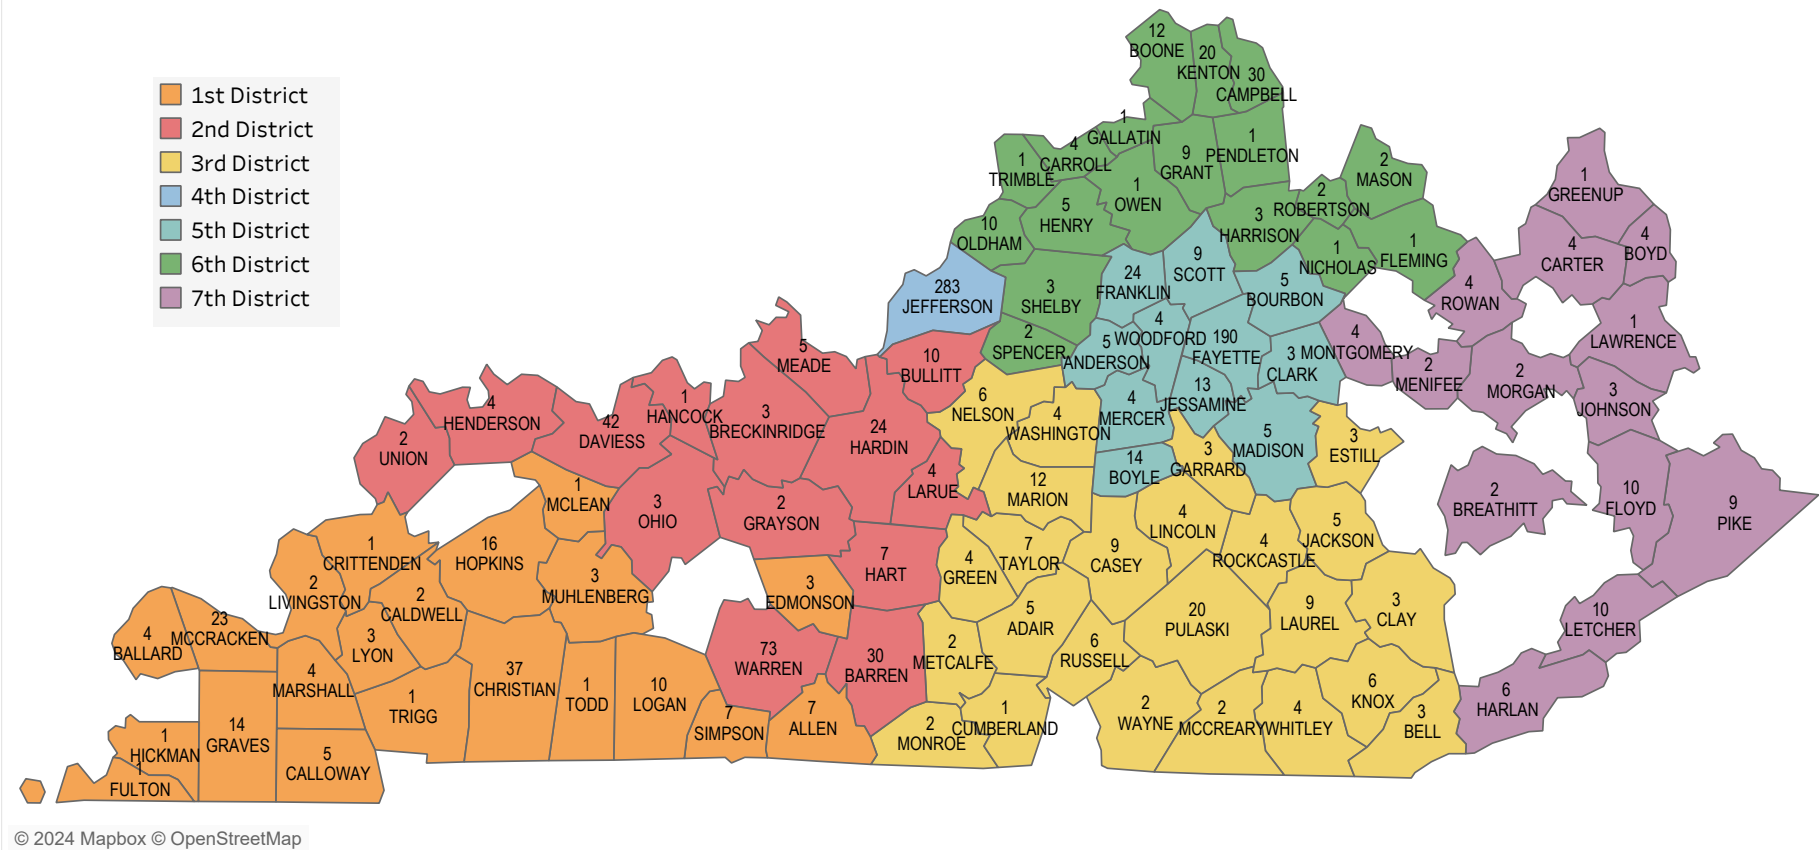 1st District
2nd District
3rd District
4th District
5th District
6th District
7th District
12
BOONE
20
KENTON
30
CAMPBELL
1
GALLATIN
4
CARROLL
1
TRIMBLE
9
GRANT
1
PENDLETON
1
OWEN
5
HENRY
10
OLDHAM
3
HARRISON
2
ROBERTSON
2
MASON
1
NICHOLAS
1
FLEMING
3
SHELBY
2
SPENCER
283
JEFFERSON
24
FRANKLIN
9
SCOTT
5
BOURBON
4
WOODFORD
5
ANDERSON
190
FAYETTE
3
CLARK
13
JESSAMINE
4
MERCER
5
MADISON
14
BOYLE
1
GREENUP
4
CARTER
4
BOYD
4
ROWAN
1
LAWRENCE
4
MONTGOMERY
2
MENIFEE
2
MORGAN
3
JOHNSON
2
BREATHITT
10
FLOYD
9
PIKE
10
LETCHER
6
HARLAN
5
MEADE
10
BULLITT
1
HANCOCK
3
BRECKINRIDGE
24
HARDIN
4
LARUE
4
HENDERSON
42
DAVIESS
2
UNION
3
OHIO
2
GRAYSON
7
HART
73
WARREN
30
BARREN
6
NELSON
4
WASHINGTON
12
MARION
3
GARRARD
3
ESTILL
4
LINCOLN
4
ROCKCASTLE
5
JACKSON
4
GREEN
7
TAYLOR
9
CASEY
5
ADAIR
20
PULASKI
9
LAUREL
3
CLAY
2
METCALFE
6
RUSSELL
1
CUMBERLAND
2
MONROE
2
WAYNE
2
MCCREARY
4
WHITLEY
6
KNOX
3
BELL
1
MCLEAN
16
HOPKINS
3
MUHLENBERG
3
EDMONSON
1
CRITTENDEN
2
LIVINGSTON
2
CALDWELL
3
LYON
4
BALLARD
23
MCCRACKEN
4
MARSHALL
1
TRIGG
37
CHRISTIAN
1
TODD
10
LOGAN
7
SIMPSON
7
ALLEN
14
GRAVES
5
CALLOWAY
1
HICKMAN
1
FULTON
© 2024 Mapbox © OpenStreetMap